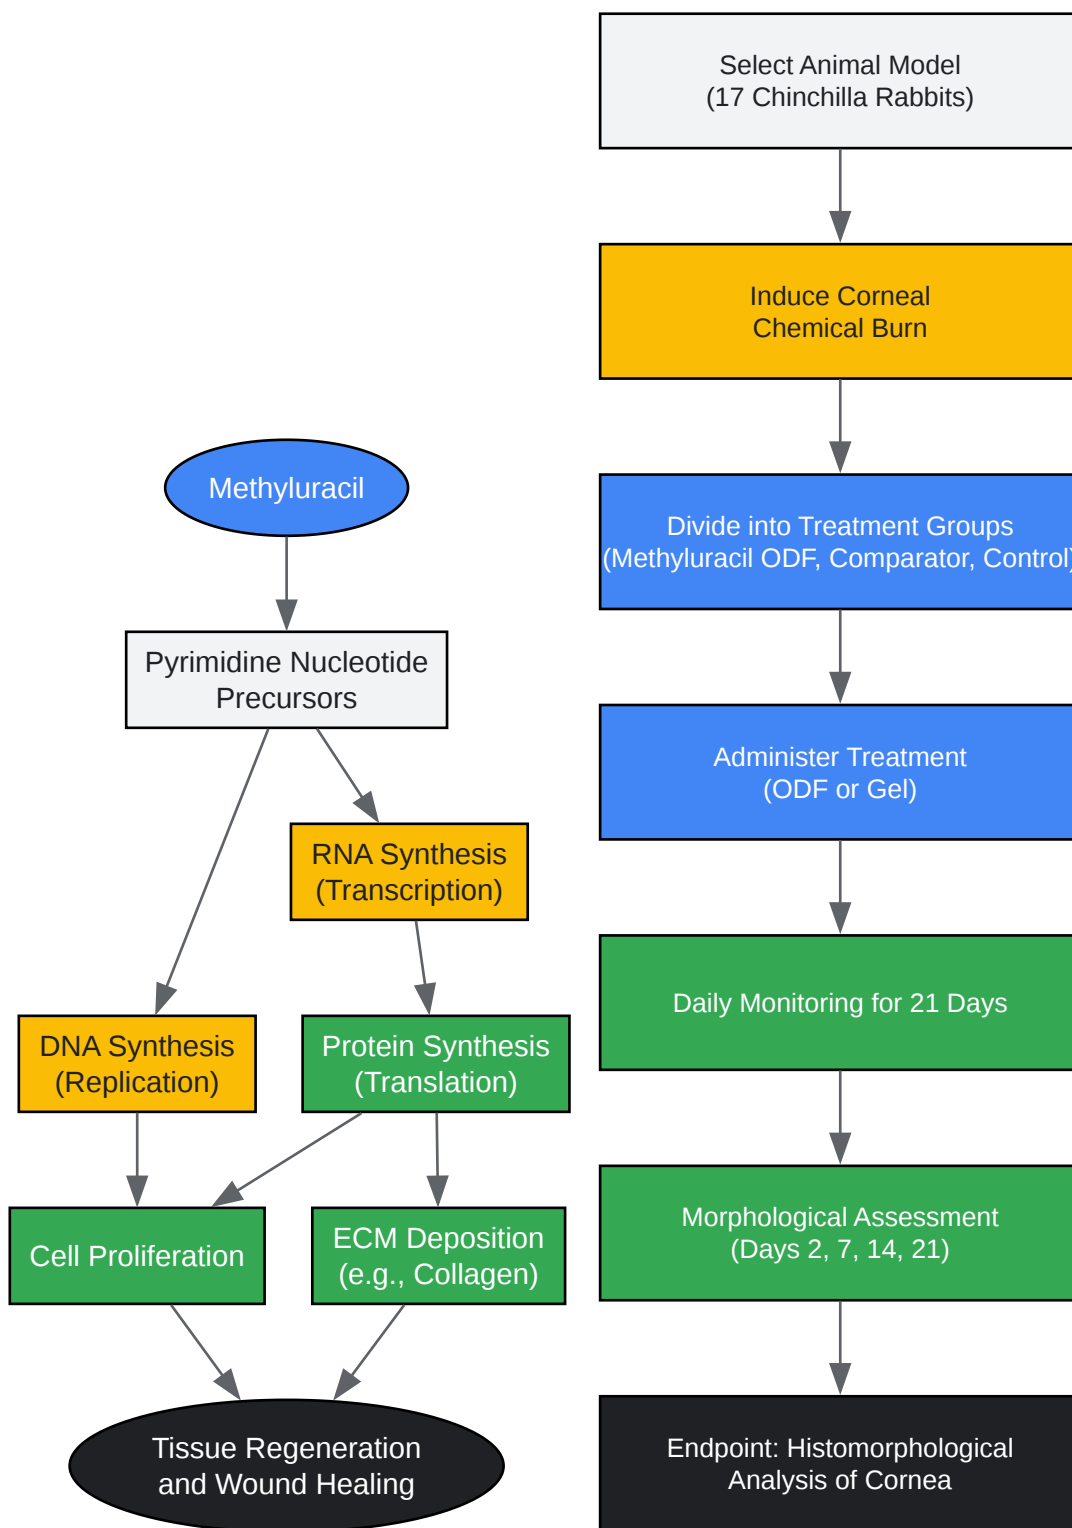 Methyluracil
Pyrimidine Nucleotide
Precursors
RNA Synthesis
(Transcription)
DNA Synthesis
(Replication)
Protein Synthesis
(Translation)
Cell Proliferation
ECM Deposition
(e.g., Collagen)
Tissue Regeneration
and Wound Healing
Select Animal Model
(17 Chinchilla Rabbits)
Induce Corneal
Chemical Burn
Divide into Treatment Groups
(Methyluracil ODF, Comparator, Control)
Administer Treatment
(ODF or Gel)
Daily Monitoring for 21 Days
Morphological Assessment
(Days 2, 7, 14, 21)
Endpoint: Histomorphological
Analysis of Cornea